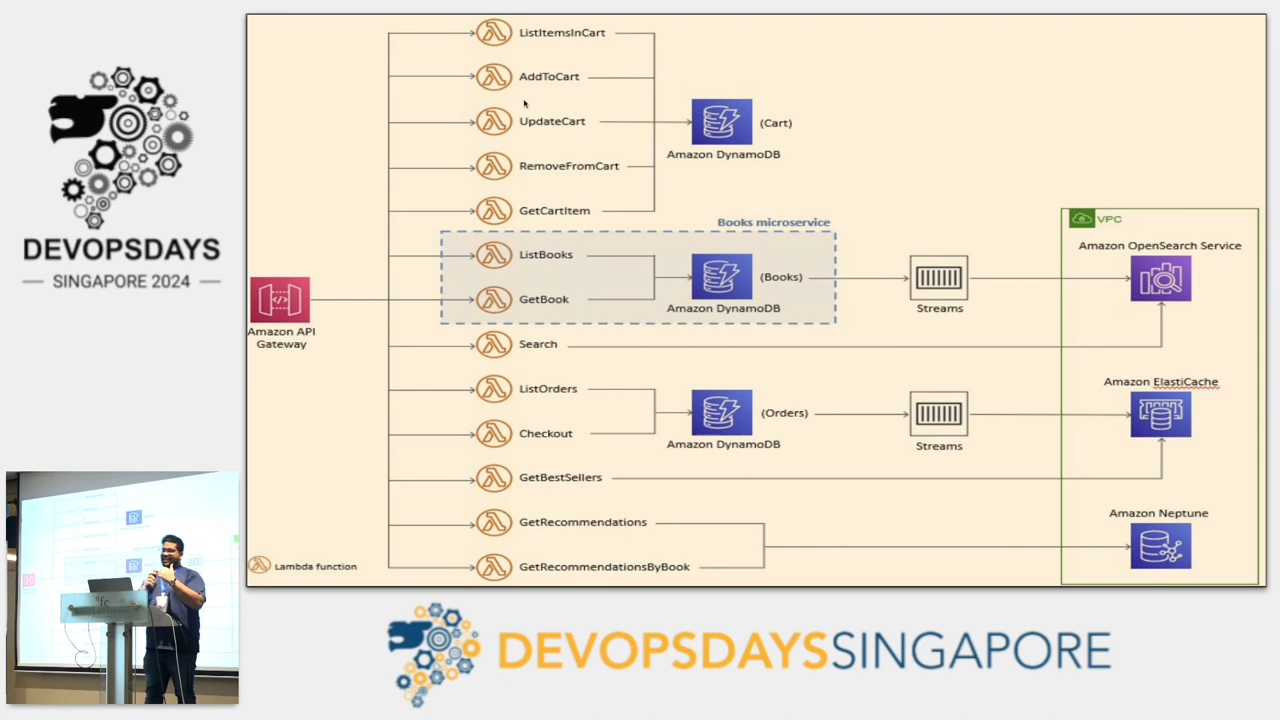 DEVOPSDAYS
SINGAPORE 2024
ListItemsInCart
AddToCart
UpdateCart
RemoveFromCart
GetCartItem
(Cart)
Amazon DynamoDB
Books microservice
ListBooks
GetBook
(Books)
Amazon DynamoDB
Streams
VPC
Amazon OpenSearch Service
Amazon API
Gateway
Search
ListOrders
Checkout
(Orders)
Amazon DynamoDB
Streams
Amazon ElastiCache
GetBestSellers
GetRecommendations
GetRecommendationsByBook
Amazon Neptune
Lambda function
DEVOPSDAYSSINGAPORE